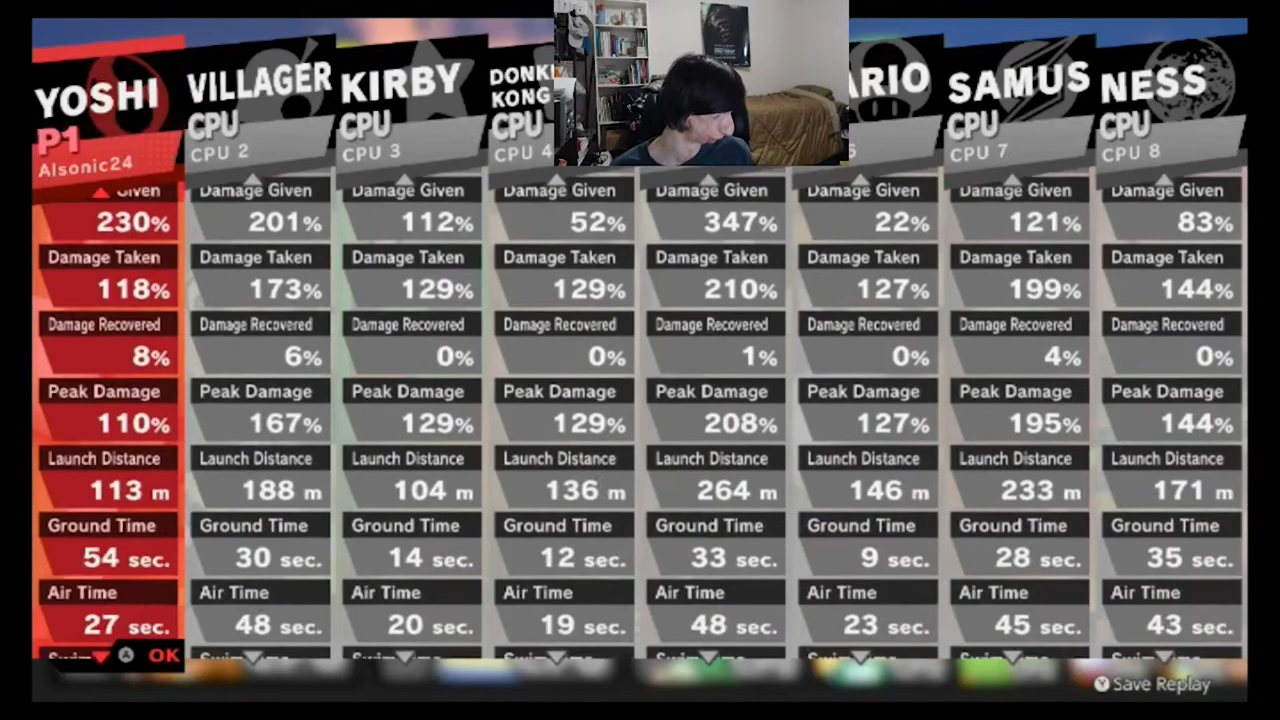 YOSHI VILLAGER KIRBY DONK ARIO SAMUS NESS
KONG
P1 CPU CPU CPU CPU CPU
Alsonic24 CPU 2 CPU 3 CPU 4 CPU 7 CPU 8
Given Damage Given Damage Given Damage Given Damage Given Damage Given Damage Given Damage Given
230% 201% 112% 52% 347% 22% 121% 83%
Damage Taken Damage Taken Damage Taken Damage Taken Damage Taken Damage Taken Damage Taken Damage Taken
118% 173% 129% 129% 210% 127% 199% 144%
Damage Recovered Damage Recovered Damage Recovered Damage Recovered Damage Recovered Damage Recovered Damage Recovered Damage Recovered
8% 6% 0% 0% 1% 0% 4% 0%
Peak Damage Peak Damage Peak Damage Peak Damage Peak Damage Peak Damage Peak Damage Peak Damage
110% 167% 129% 129% 208% 127% 195% 144%
Launch Distance Launch Distance Launch Distance Launch Distance Launch Distance Launch Distance Launch Distance Launch Distance
113 m 188 m 104 m 136 m 264 m 146 m 233 m 171 m
Ground Time Ground Time Ground Time Ground Time Ground Time Ground Time Ground Time Ground Time
54 sec. 30 sec. 14 sec. 12 sec. 33 sec. 9 sec. 28 sec. 35 sec.
Air Time Air Time Air Time Air Time Air Time Air Time Air Time Air Time
27 sec. 48 sec. 20 sec. 19 sec. 48 sec. 23 sec. 45 sec. 43 sec.
A OK
Y Save Replay